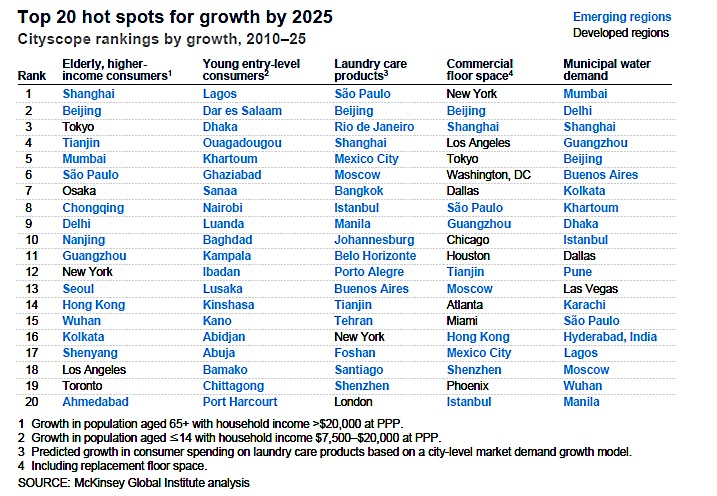 Top 20 hot spots for growth by 2025
Cityscope rankings by growth, 2010–25
Emerging regions
Developed regions
Rank Elderly, higher-income consumers1 Young entry-level consumers2 Laundry care products3 Commercial floor space4 Municipal water demand
1 Shanghai Lagos São Paulo New York Mumbai
2 Beijing Dar es Salaam Beijing Beijing Delhi
3 Tokyo Dhaka Rio de Janeiro Shanghai Shanghai
4 Tianjin Ouagadougou Shanghai Los Angeles Guangzhou
5 Mumbai Khartoum Mexico City Tokyo Beijing
6 São Paulo Ghaziabad Moscow Washington, DC Buenos Aires
7 Osaka Sanaa Bangkok Dallas Kolkata
8 Chongqing Nairobi Istanbul São Paulo Khartoum
9 Delhi Luanda Manila Guangzhou Dhaka
10 Nanjing Baghdad Johannesburg Chicago Istanbul
11 Guangzhou Kampala Belo Horizonte Houston Dallas
12 New York Ibadan Porto Alegre Tianjin Pune
13 Seoul Lusaka Buenos Aires Moscow Las Vegas
14 Hong Kong Kinshasa Tianjin Atlanta Karachi
15 Wuhan Kano Tehran Miami São Paulo
16 Kolkata Abidjan New York Hong Kong Hyderabad, India
17 Shenyang Abuja Foshan Mexico City Lagos
18 Los Angeles Bamako Santiago Shenzhen Moscow
19 Toronto Chittagong Shenzhen Phoenix Wuhan
20 Ahmedabad Port Harcourt London Istanbul Manila
1 Growth in population aged 65+ with household income >$20,000 at PPP.
2 Growth in population aged ≤14 with household income $7,500–$20,000 at PPP.
3 Predicted growth in consumer spending on laundry care products based on a city-level market demand growth model.
4 Including replacement floor space.
SOURCE: McKinsey Global Institute analysis